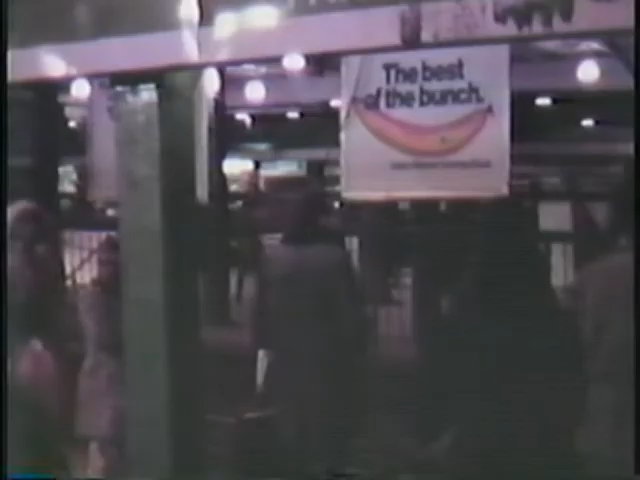 The best
of the bunch.